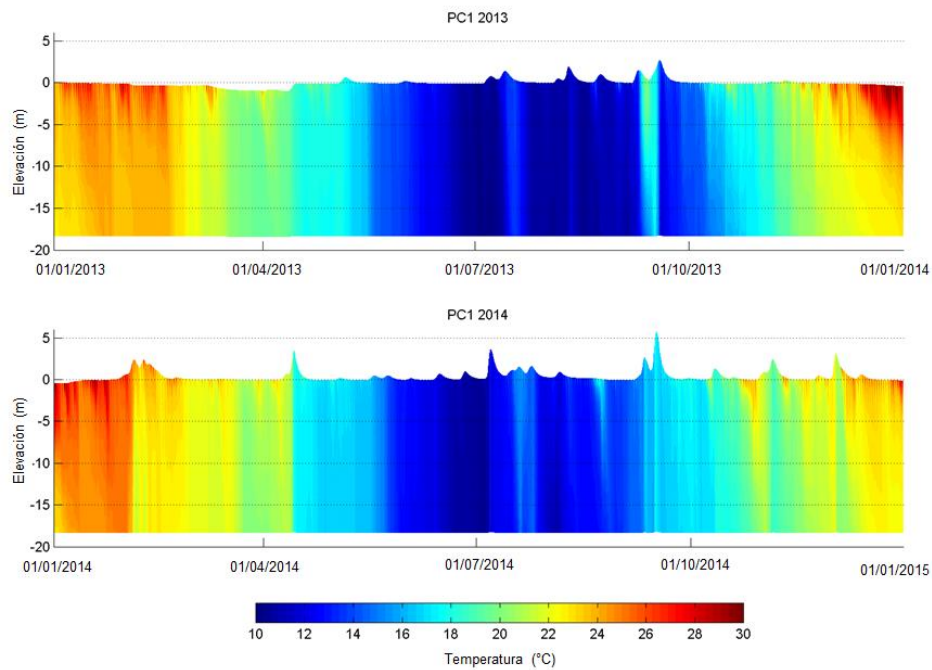 PC1 2013
5
0
-5
-10
-15
-20
Elevación (m)
01/01/2013 01/04/2013 01/07/2013 01/10/2013 01/01/2014
PC1 2014
5
0
-5
-10
-15
-20
Elevación (m)
01/01/2014 01/04/2014 01/07/2014 01/10/2014 01/01/2015
10 12 14 16 18 20 22 24 26 28 30
Temperatura (°C)